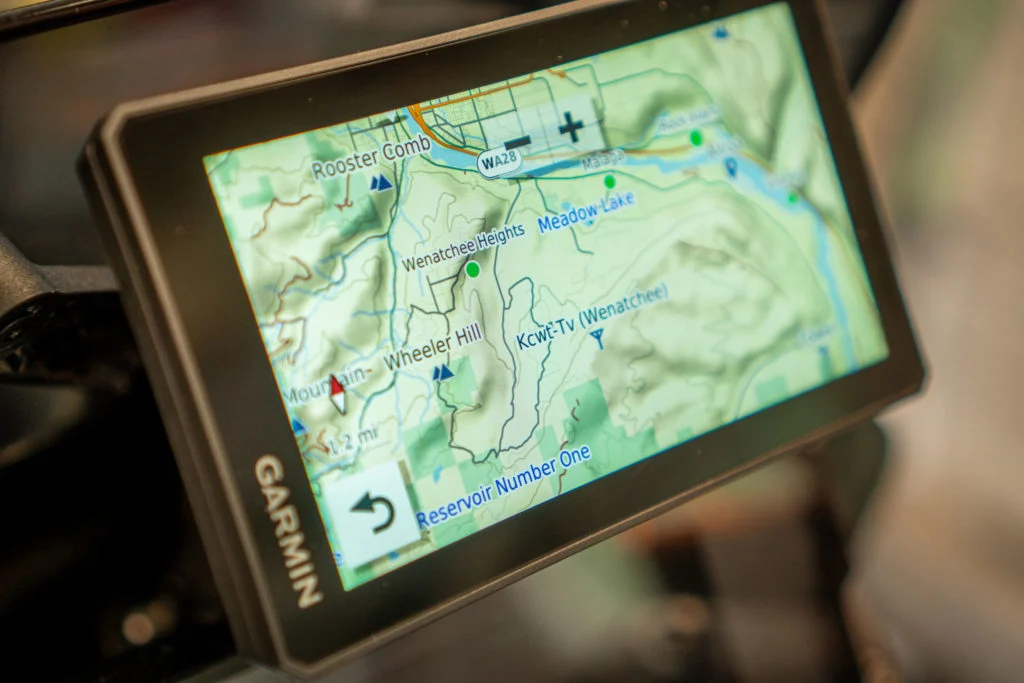 Rooster Comb
WA28
Malaga
Meadow Lake
Wenatchee Heights
Kcwt-Tv (Wenatchee)
Wheeler Hill
Mountain-
1.2 mi
Reservoir Number One
GARMIN